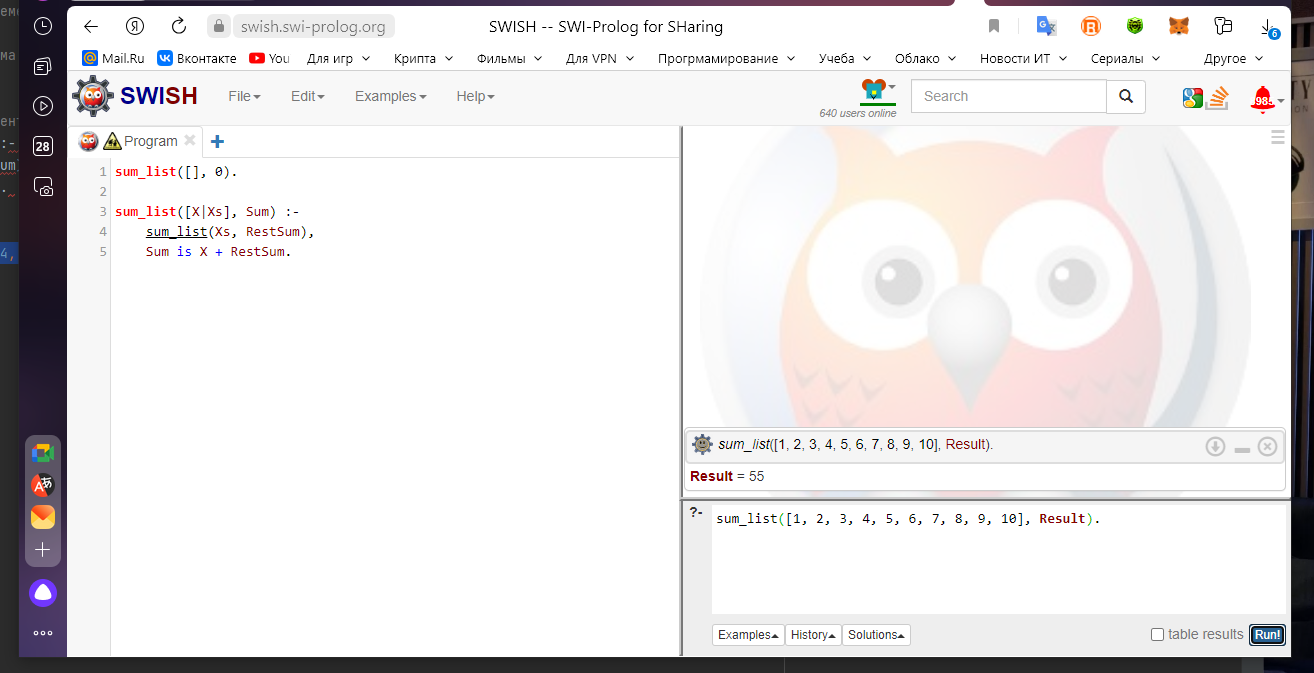 swish.swi-prolog.org
SWISH -- SWI-Prolog for SHaring
6
Mail.Ru Вконтакте You Для игр Крипта Фильмы Для VPN Прогрмамирование Учеба Облако Новости ИТ Сериалы Другое
SWISH File Edit Examples Help
640 users online
Search
985
28
Program
1 sum_list([], 0).
2
3 sum_list([X|Xs], Sum) :-
4 sum_list(Xs, RestSum),
5 Sum is X + RestSum.
sum_list([1, 2, 3, 4, 5, 6, 7, 8, 9, 10], Result).
Result = 55
?- sum_list([1, 2, 3, 4, 5, 6, 7, 8, 9, 10], Result).
Examples History Solutions
table results Run!